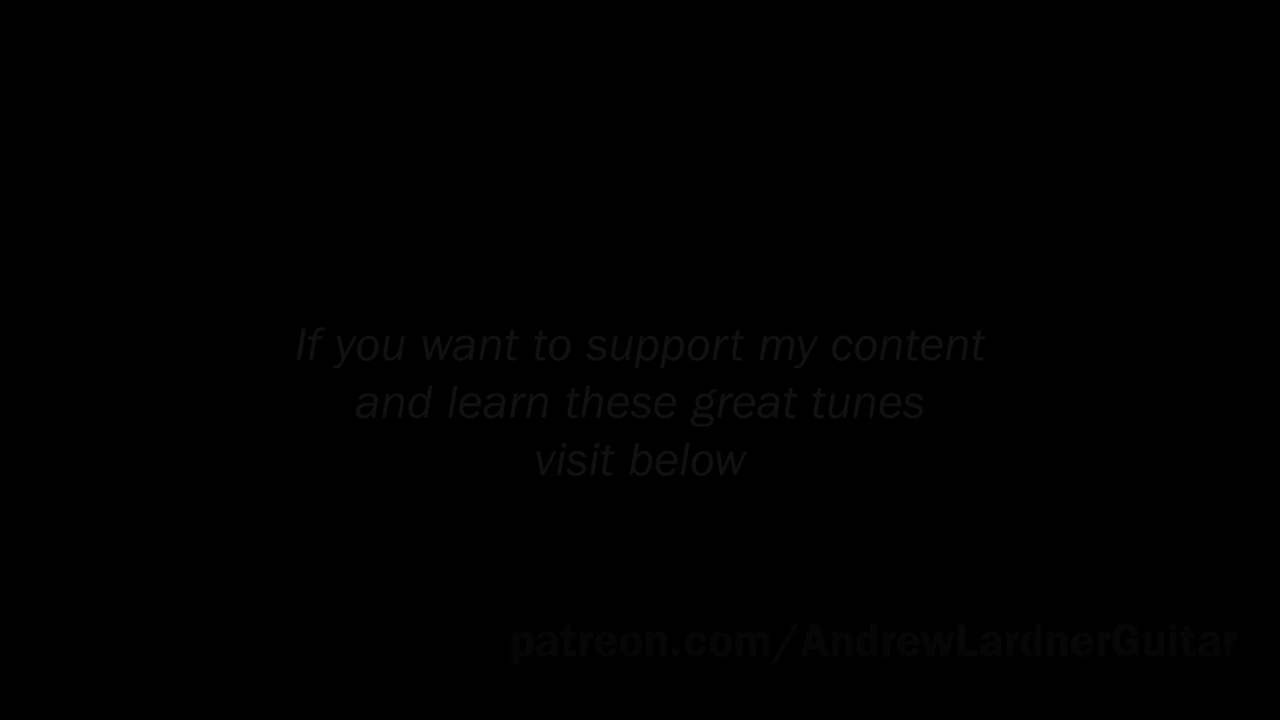 If you want to support my content
and learn these great tunes
visit below
patreon.com/AndrewLardnerGuitar